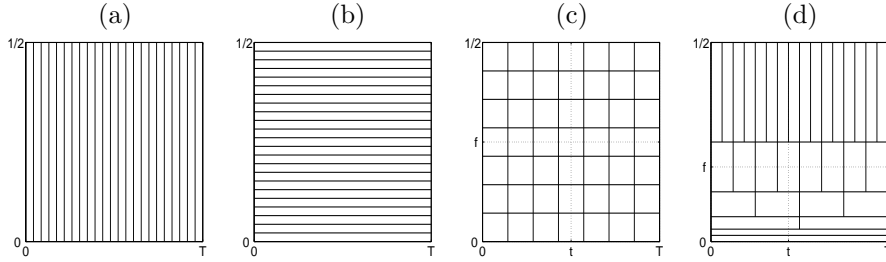 (a) (b) (c) (d)
1/2 1/2 1/2 1/2
f f
0 0 0 0
0 T 0 T 0 t T 0 t T